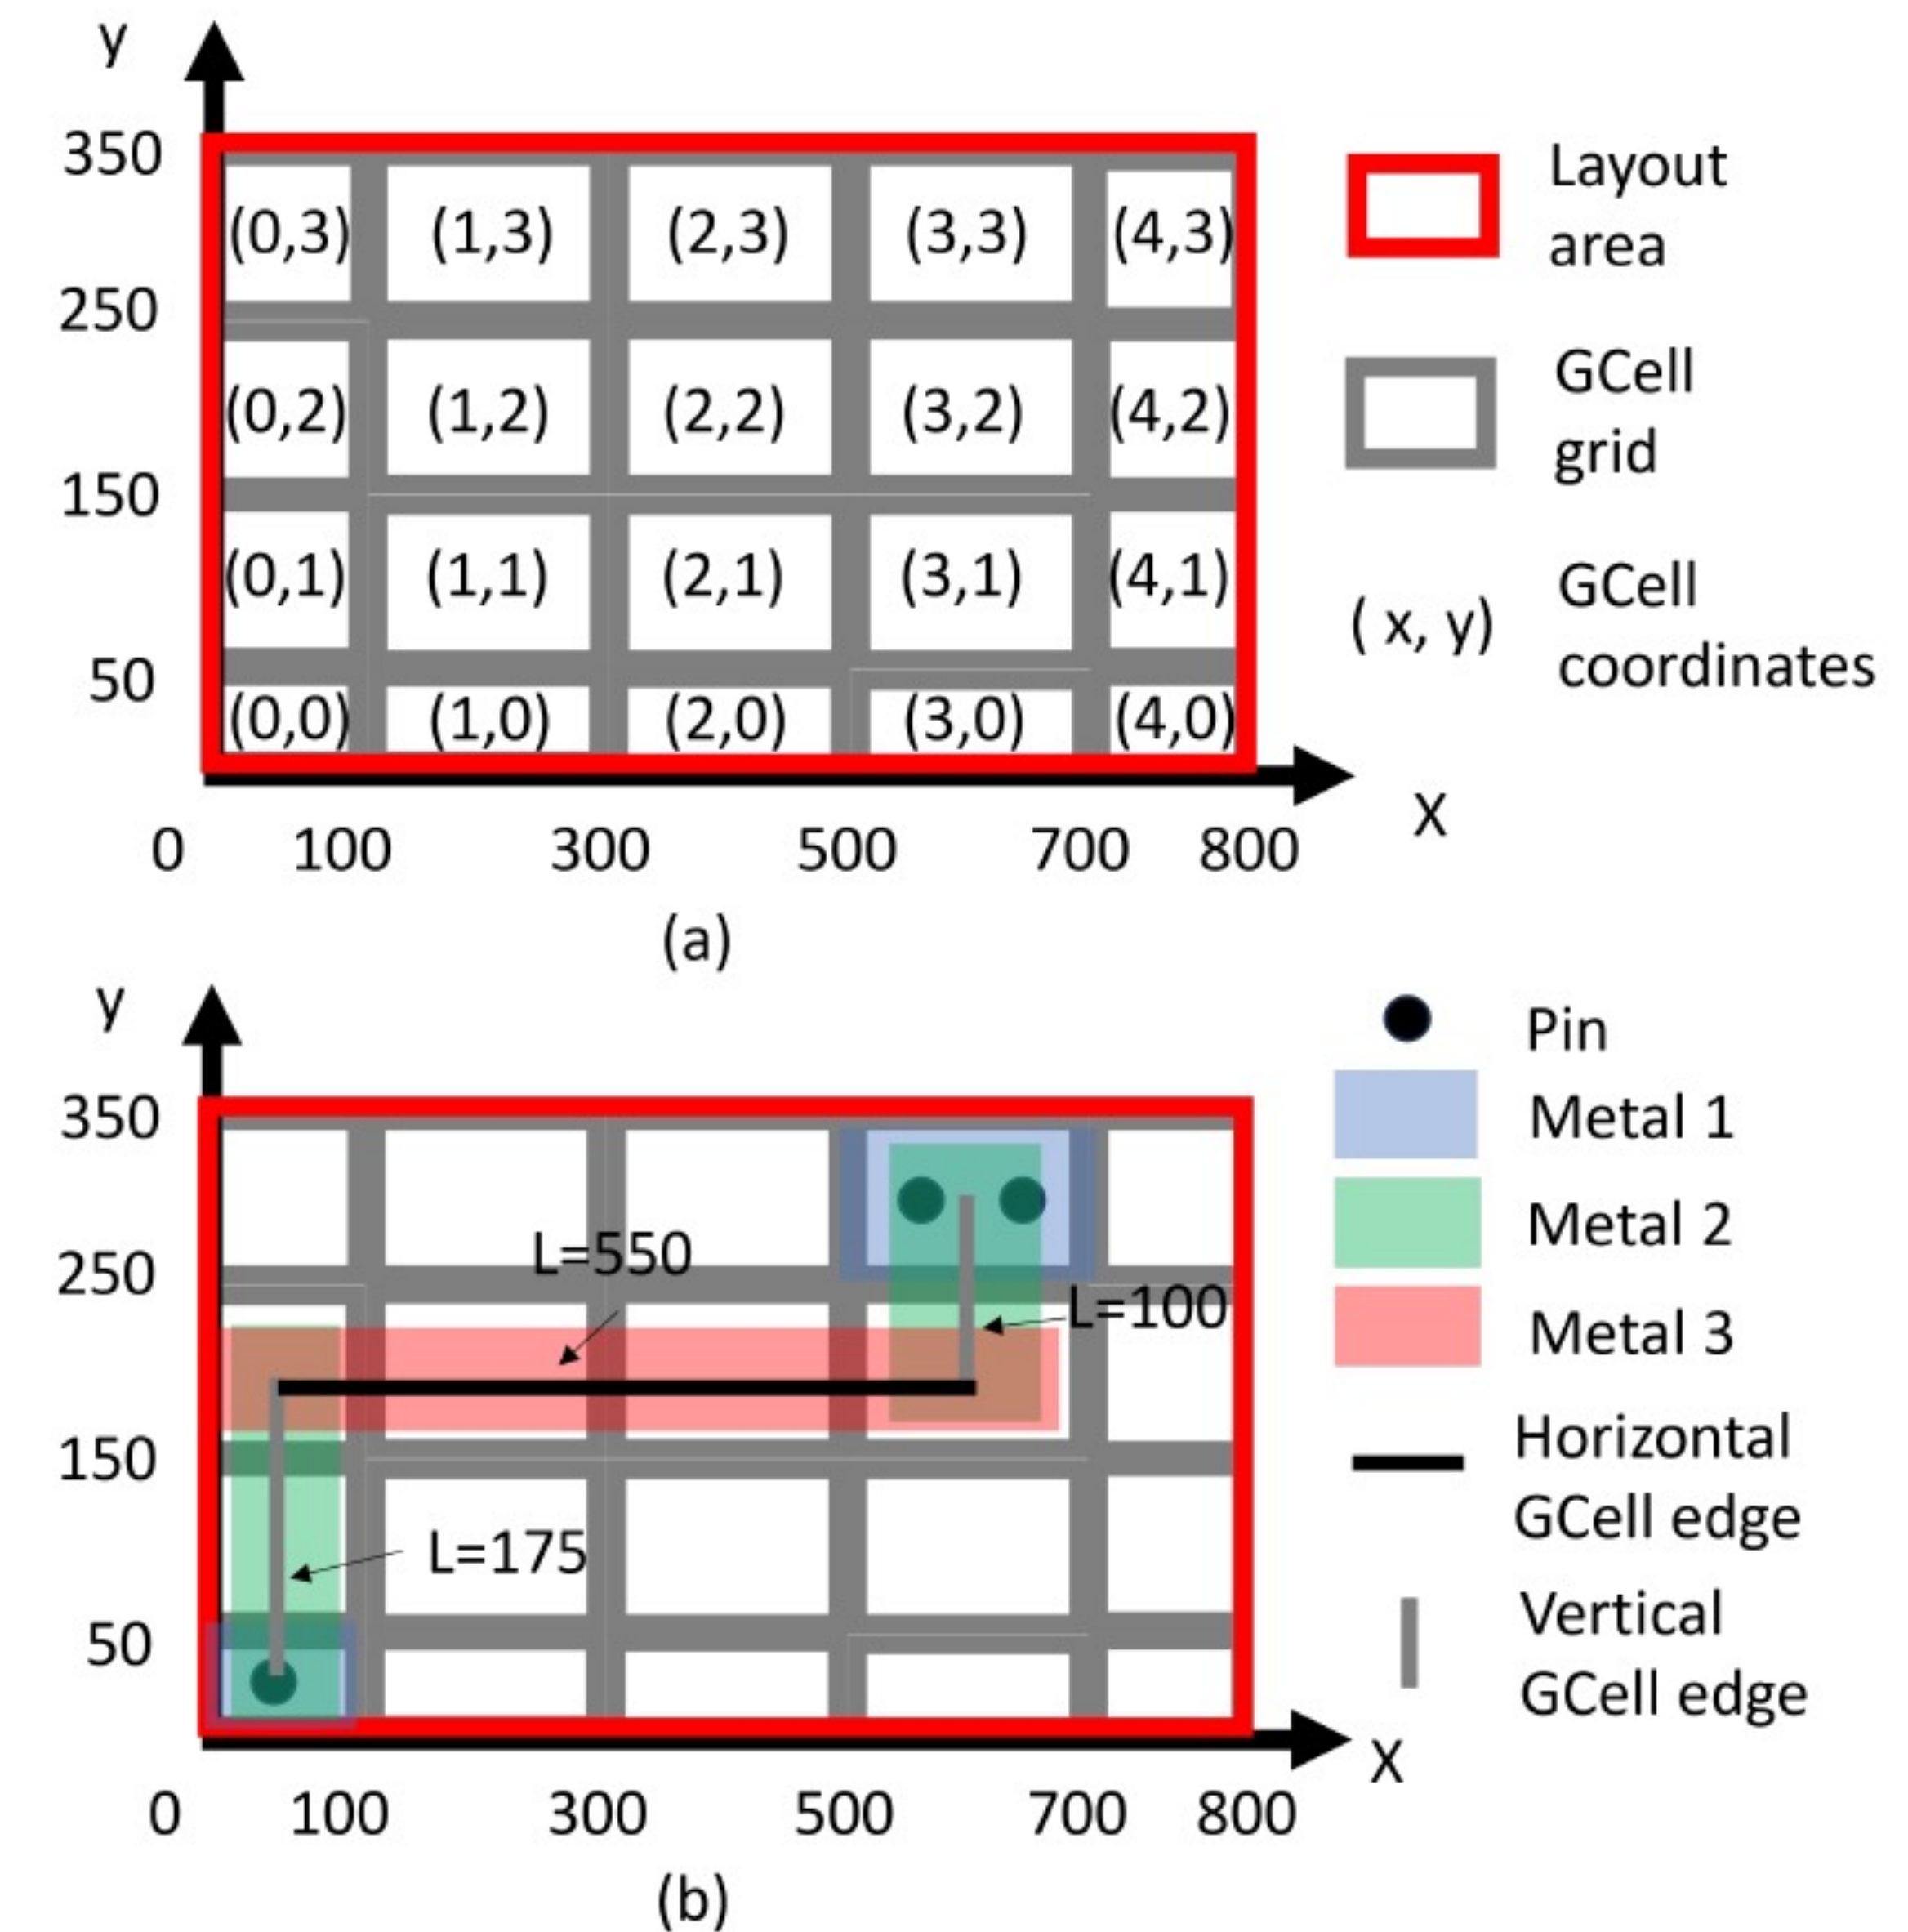 y
350
250
150
50
(0,3) (1,3) (2,3) (3,3) (4,3)
(0,2) (1,2) (2,2) (3,2) (4,2)
(0,1) (1,1) (2,1) (3,1) (4,1)
(0,0) (1,0) (2,0) (3,0) (4,0)
0 100 300 500 700 800
X
Layout
area
GCell
grid
( x, y)
GCell
coordinates
(a)
y
350
250
150
50
L=550
L=100
L=175
0 100 300 500 700 800
X
Pin
Metal 1
Metal 2
Metal 3
Horizontal
GCell edge
Vertical
GCell edge
(b)